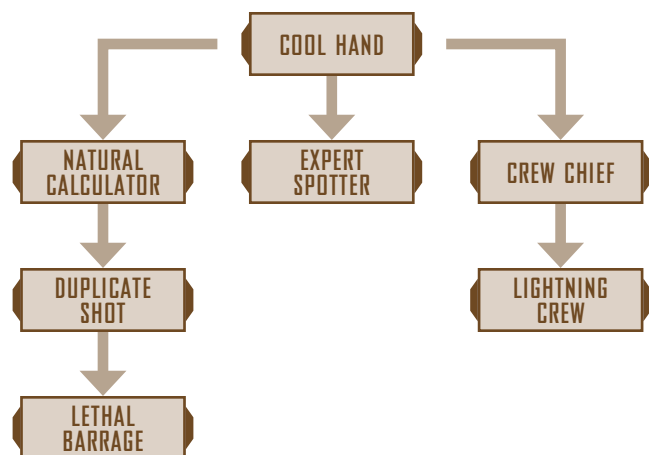 COOL HAND
NATURAL
CALCULATOR
EXPERT
SPOTTER
CREW CHIEF
DUPLICATE
SHOT
LIGHTNING
CREW
LETHAL
BARRAGE